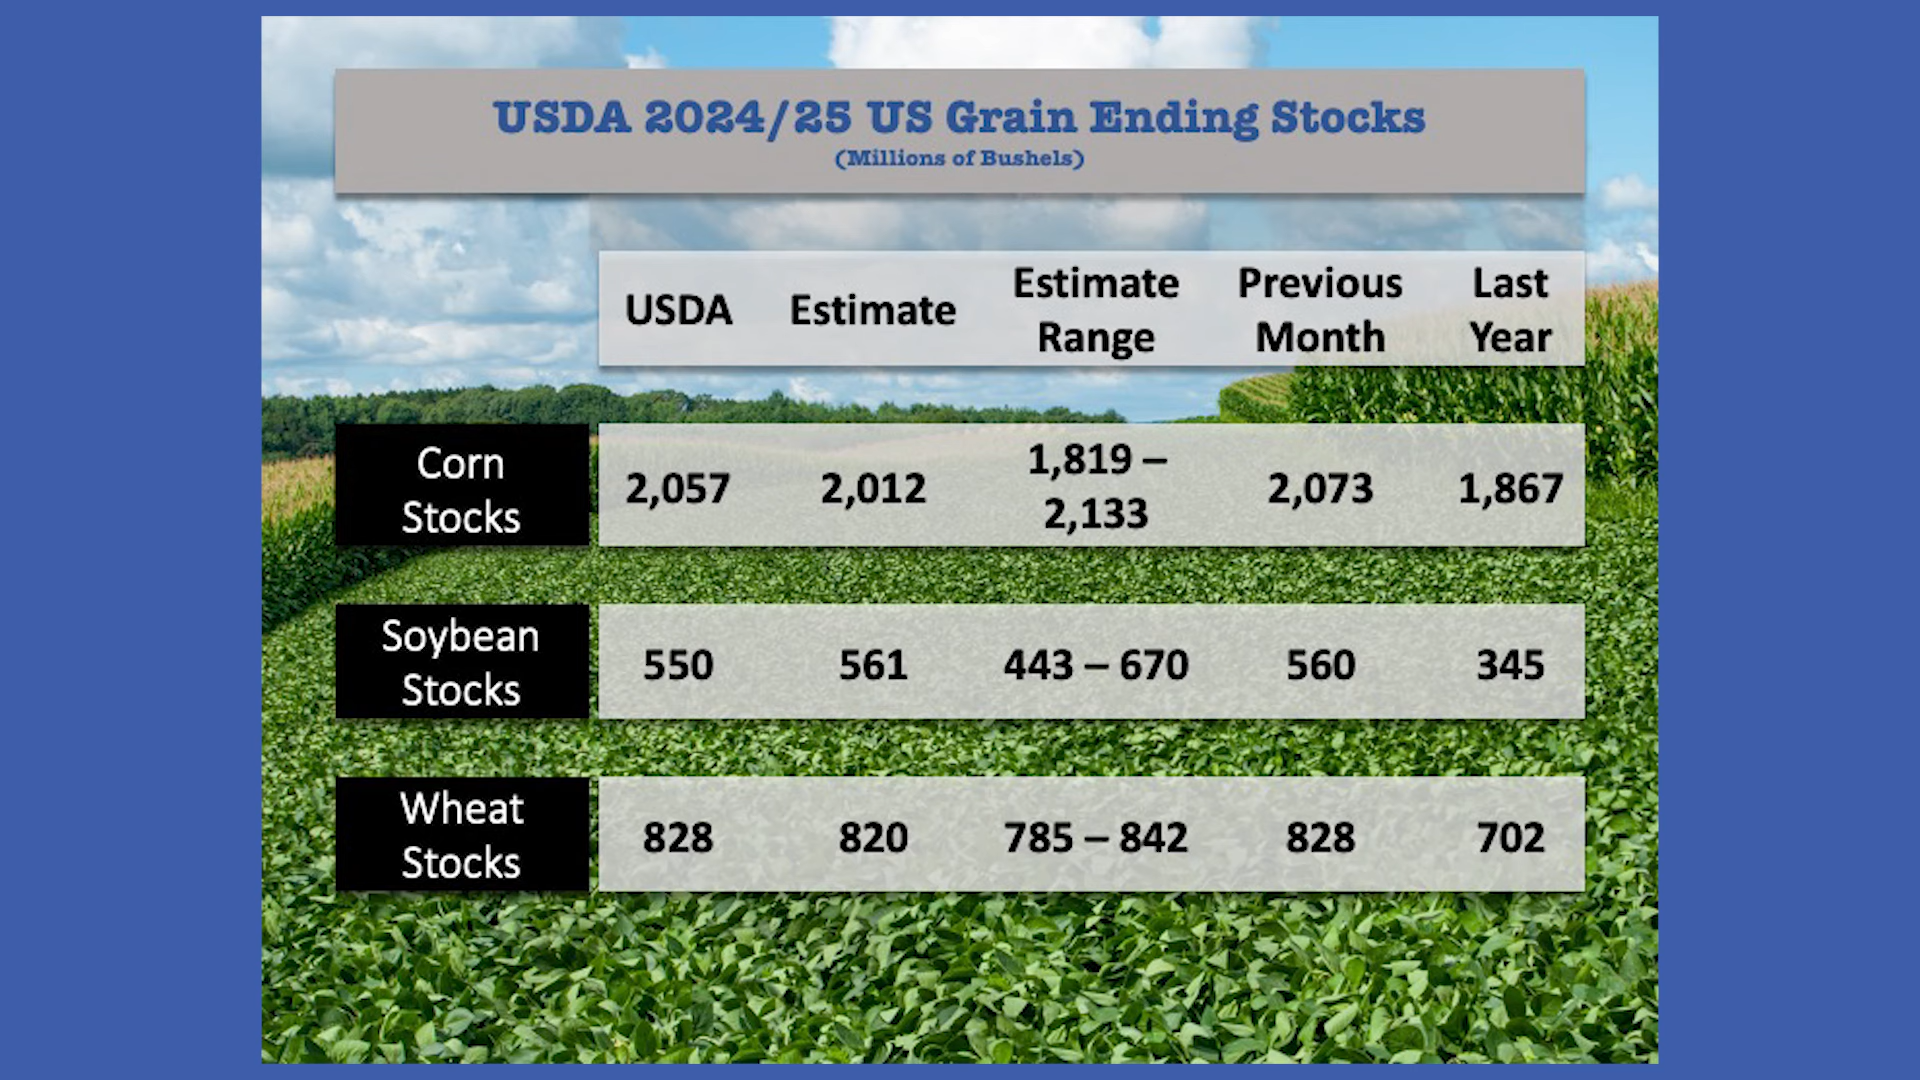 USDA 2024/25 US Grain Ending Stocks
(Millions of Bushels)
USDA Estimate Estimate Range Previous Month Last Year
Corn Stocks 2,057 2,012 1,819 – 2,133 2,073 1,867
Soybean Stocks 550 561 443 – 670 560 345
Wheat Stocks 828 820 785 – 842 828 702